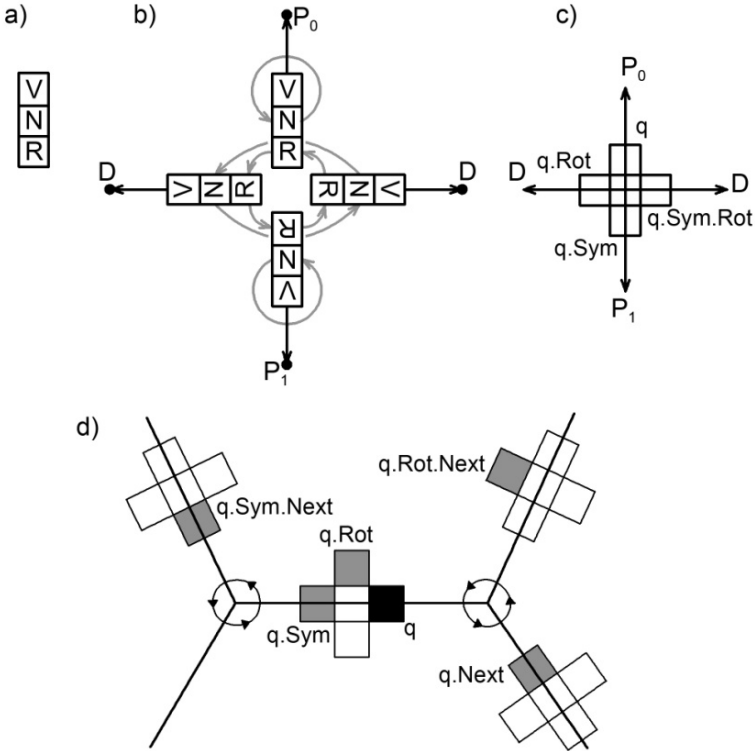 a)
V
N
R
b)
P₀
V
N
R
D
V N R
R N V
D
R
N
V
P₁
c)
P₀
q
q.Rot
D
D
q.Sym.Rot
q.Sym
P₁
d)
q.Sym.Next
q.Rot.Next
q.Rot
q.Sym
q
q.Next